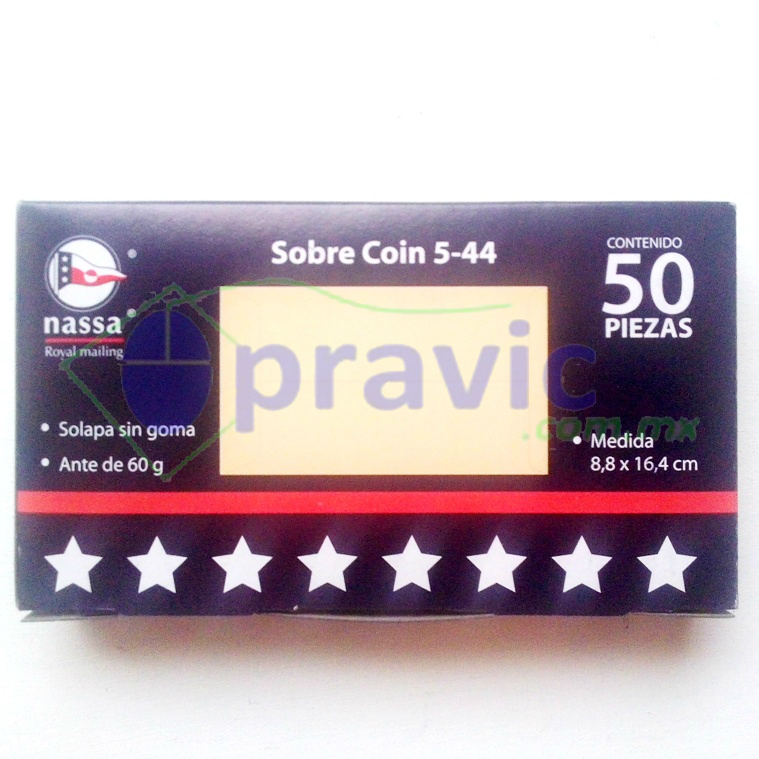 Sobre Coin 5-44
CONTENIDO
50
PIEZAS
nassa®
Royal mailing
pravic
.com.mx
• Solapa sin goma
• Ante de 60 g
• Medida
8,8 x 16,4 cm